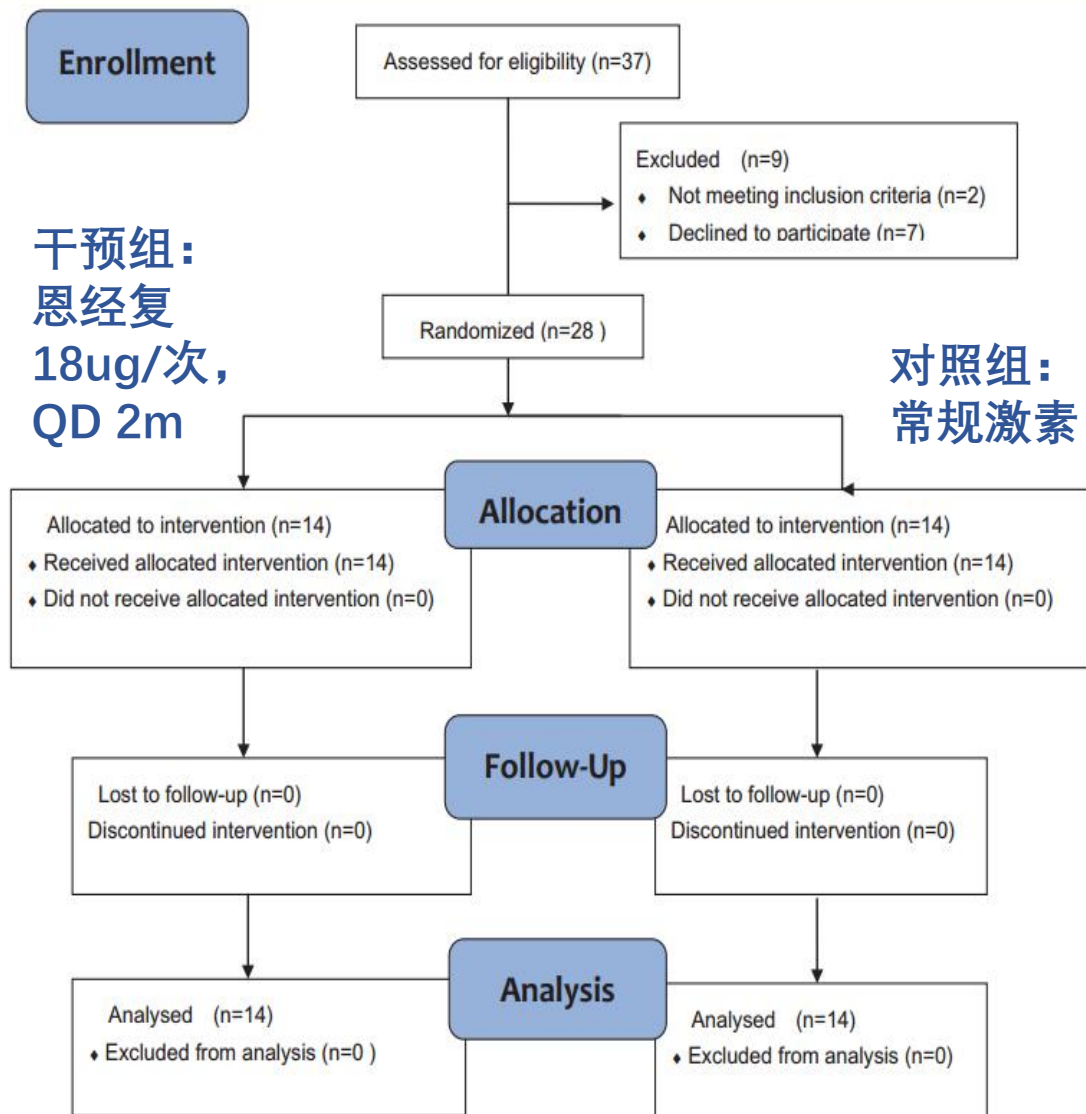 Enrollment
Assessed for eligibility (n=37)
Excluded (n=9)
♦ Not meeting inclusion criteria (n=2)
♦ Declined to participate (n=7)
干预组：
恩经复
18ug/次，
QD 2m
Randomized (n=28 )
对照组：
常规激素
Allocation
Allocated to intervention (n=14)
♦ Received allocated intervention (n=14)
♦ Did not receive allocated intervention (n=0)
Allocated to intervention (n=14)
♦ Received allocated intervention (n=14)
♦ Did not receive allocated intervention (n=0)
Follow-Up
Lost to follow-up (n=0)
Discontinued intervention (n=0)
Lost to follow-up (n=0)
Discontinued intervention (n=0)
Analysis
Analysed (n=14)
♦ Excluded from analysis (n=0 )
Analysed (n=14)
♦ Excluded from analysis (n=0)